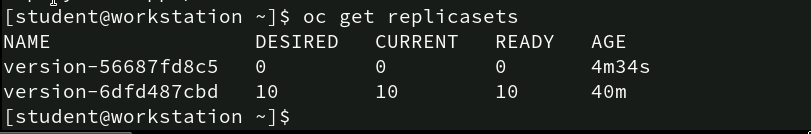 [student@workstation ~]$ oc get replicasets
NAME DESIRED CURRENT READY AGE
version-56687fd8c5 0 0 0 4m34s
version-6dfd487cbd 10 10 10 40m
[student@workstation ~]$